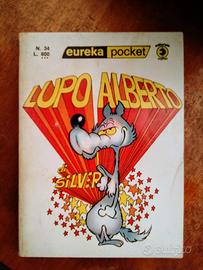 N. 34
L. 600
eureka pocket
LUPO ALBERTO
di SILVER